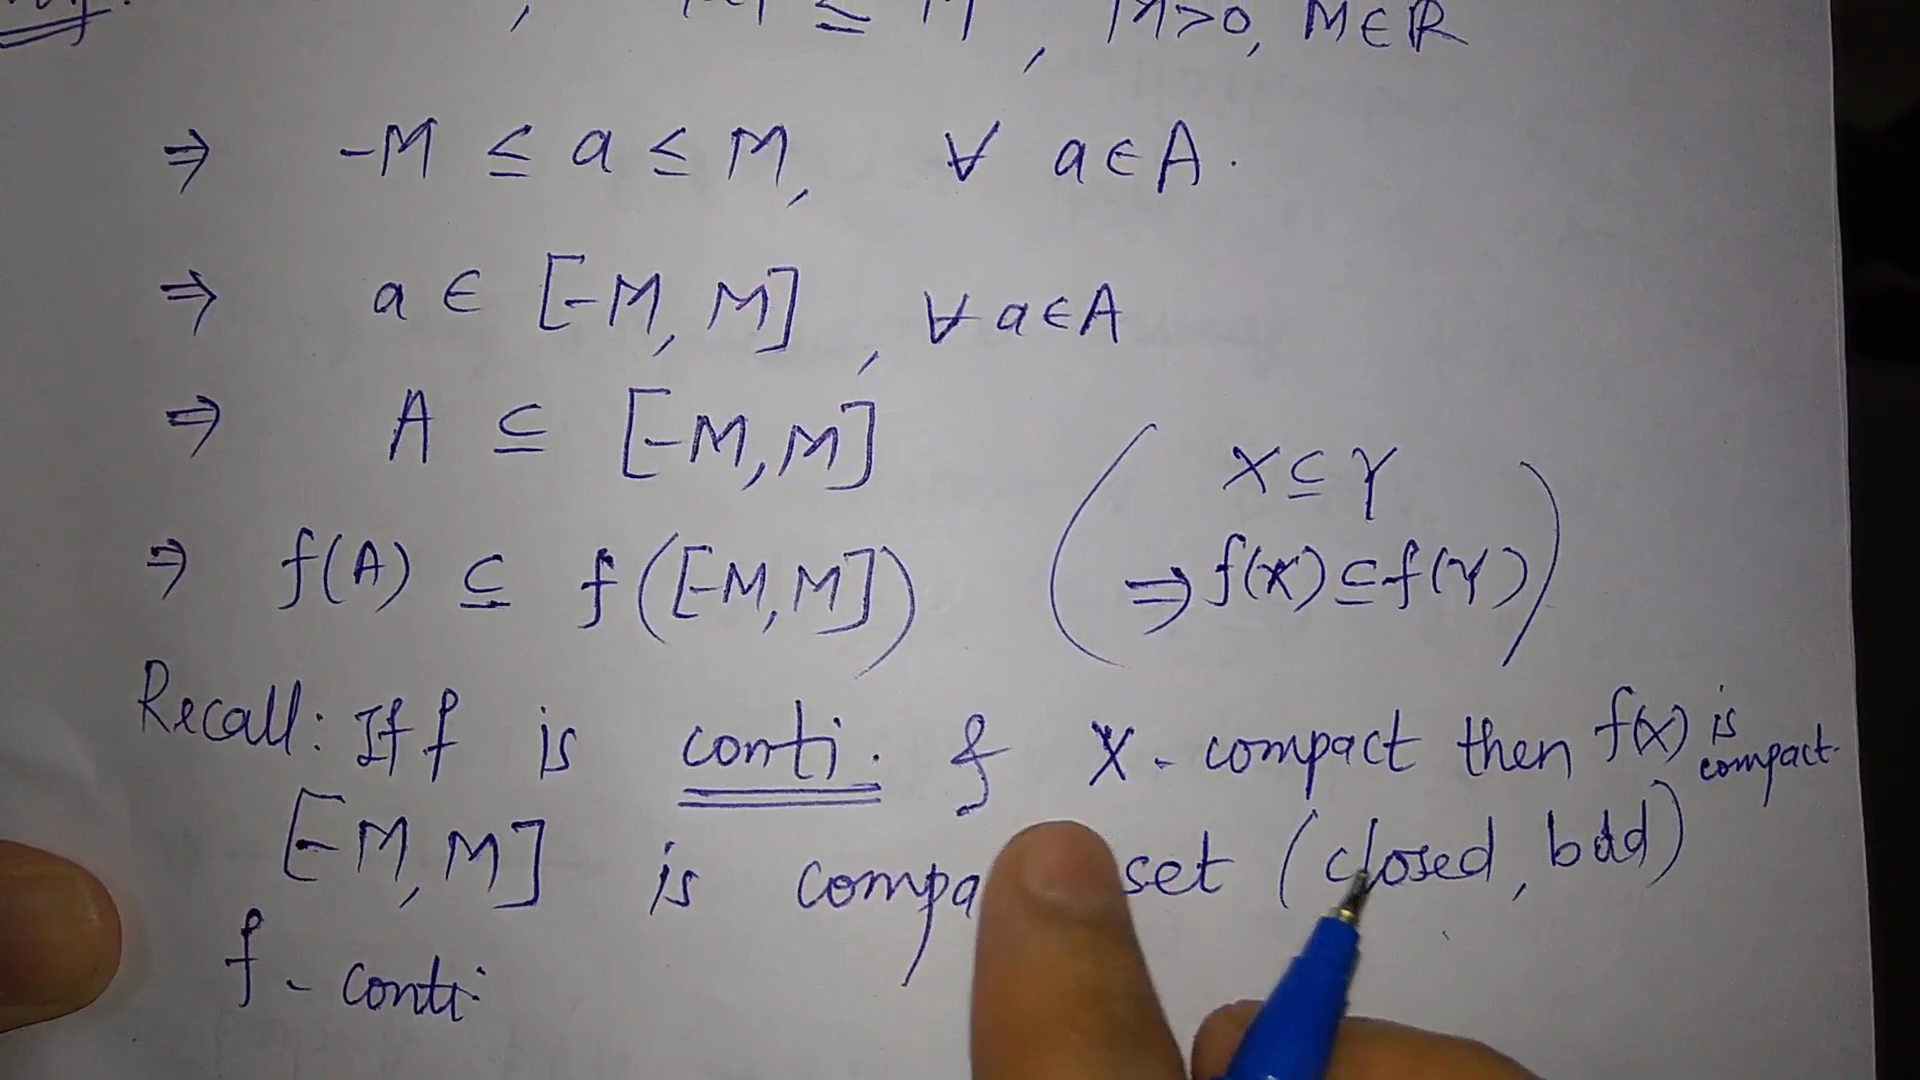 , ≤ M, M>0, M∈R
⇒ -M ≤ a ≤ M, ∀ a∈A.
⇒ a ∈ [-M, M], ∀ a∈A
⇒ A ⊆ [-M,M]
⇒ f(A) ⊆ f([-M,M]) (X⊆Y ⇒ f(X)⊆f(Y))
Recall: If f is conti. & X - compact then f(X) is compact.
[-M,M] is compa set (closed, bdd)
f - conti.